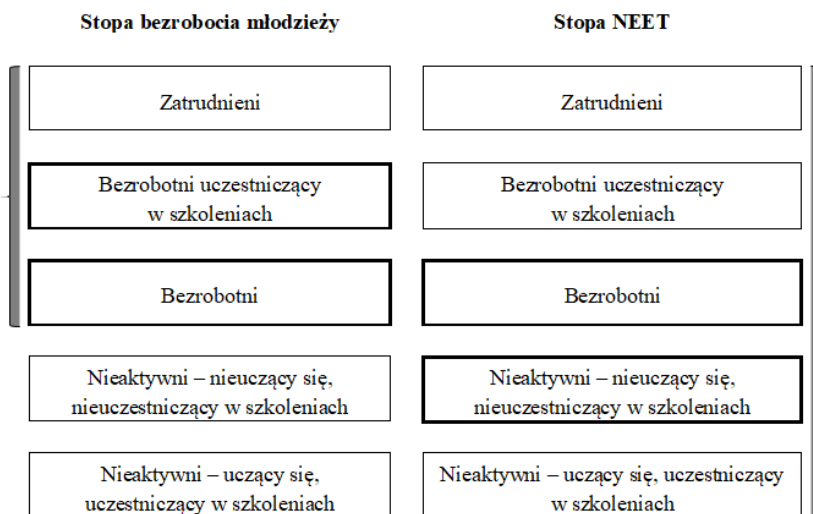 Stopa bezrobocia młodzieży
Stopa NEET
Zatrudnieni
Zatrudnieni
Bezrobotni uczestniczący
w szkoleniach
Bezrobotni uczestniczący
w szkoleniach
Bezrobotni
Bezrobotni
Nieaktywni – nieuczący się,
nieuczestniczący w szkoleniach
Nieaktywni – nieuczący się,
nieuczestniczący w szkoleniach
Nieaktywni – uczący się,
uczestniczący w szkoleniach
Nieaktywni – uczący się, uczestniczący
w szkoleniach